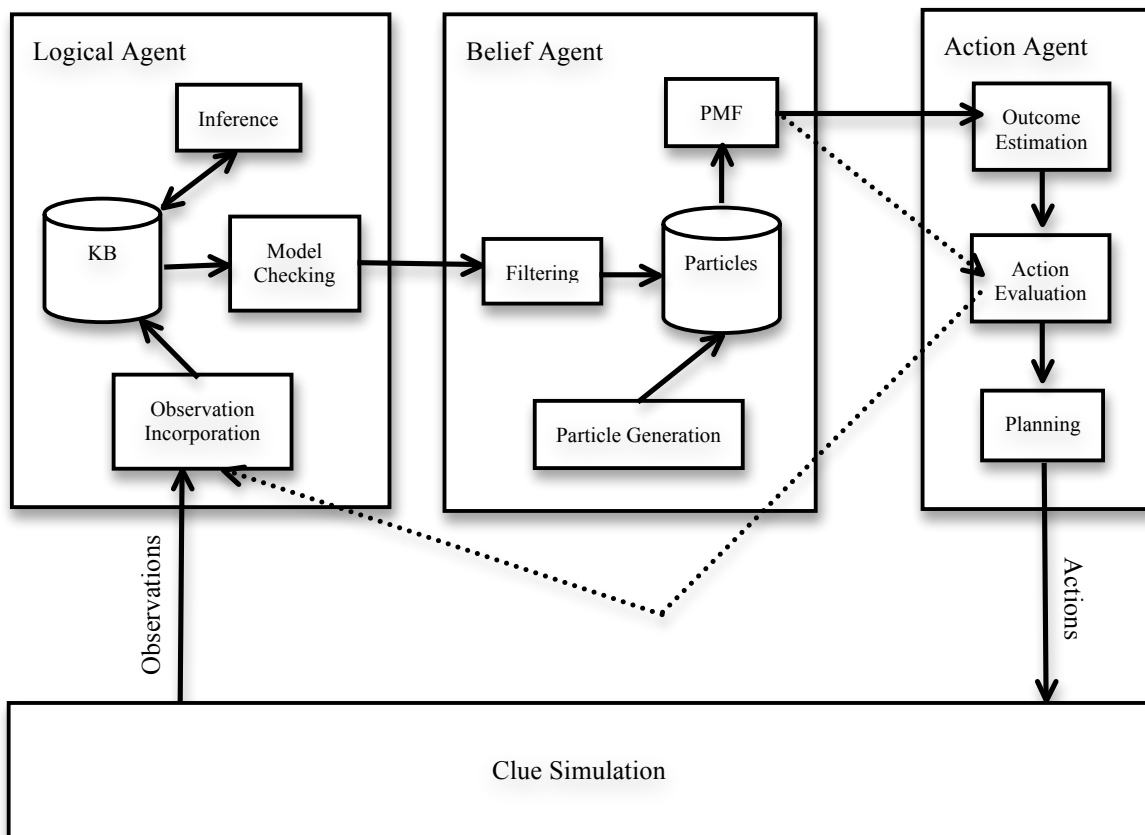 Logical Agent
Inference
KB
Model
Checking
Observation
Incorporation
Belief Agent
PMF
Filtering
Particles
Particle Generation
Action Agent
Outcome
Estimation
Action
Evaluation
Planning
Observations
Actions
Clue Simulation